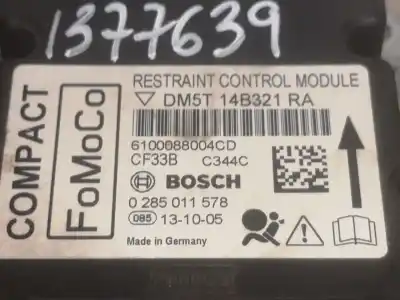 1377639
COMPACT
FoMoCo
RESTRAINT CONTROL MODULE
DM5T 14B321 RA
6100688004CD
CF33B C344C
BOSCH
0 285 011 578
085 13-10-05
Made in Germany